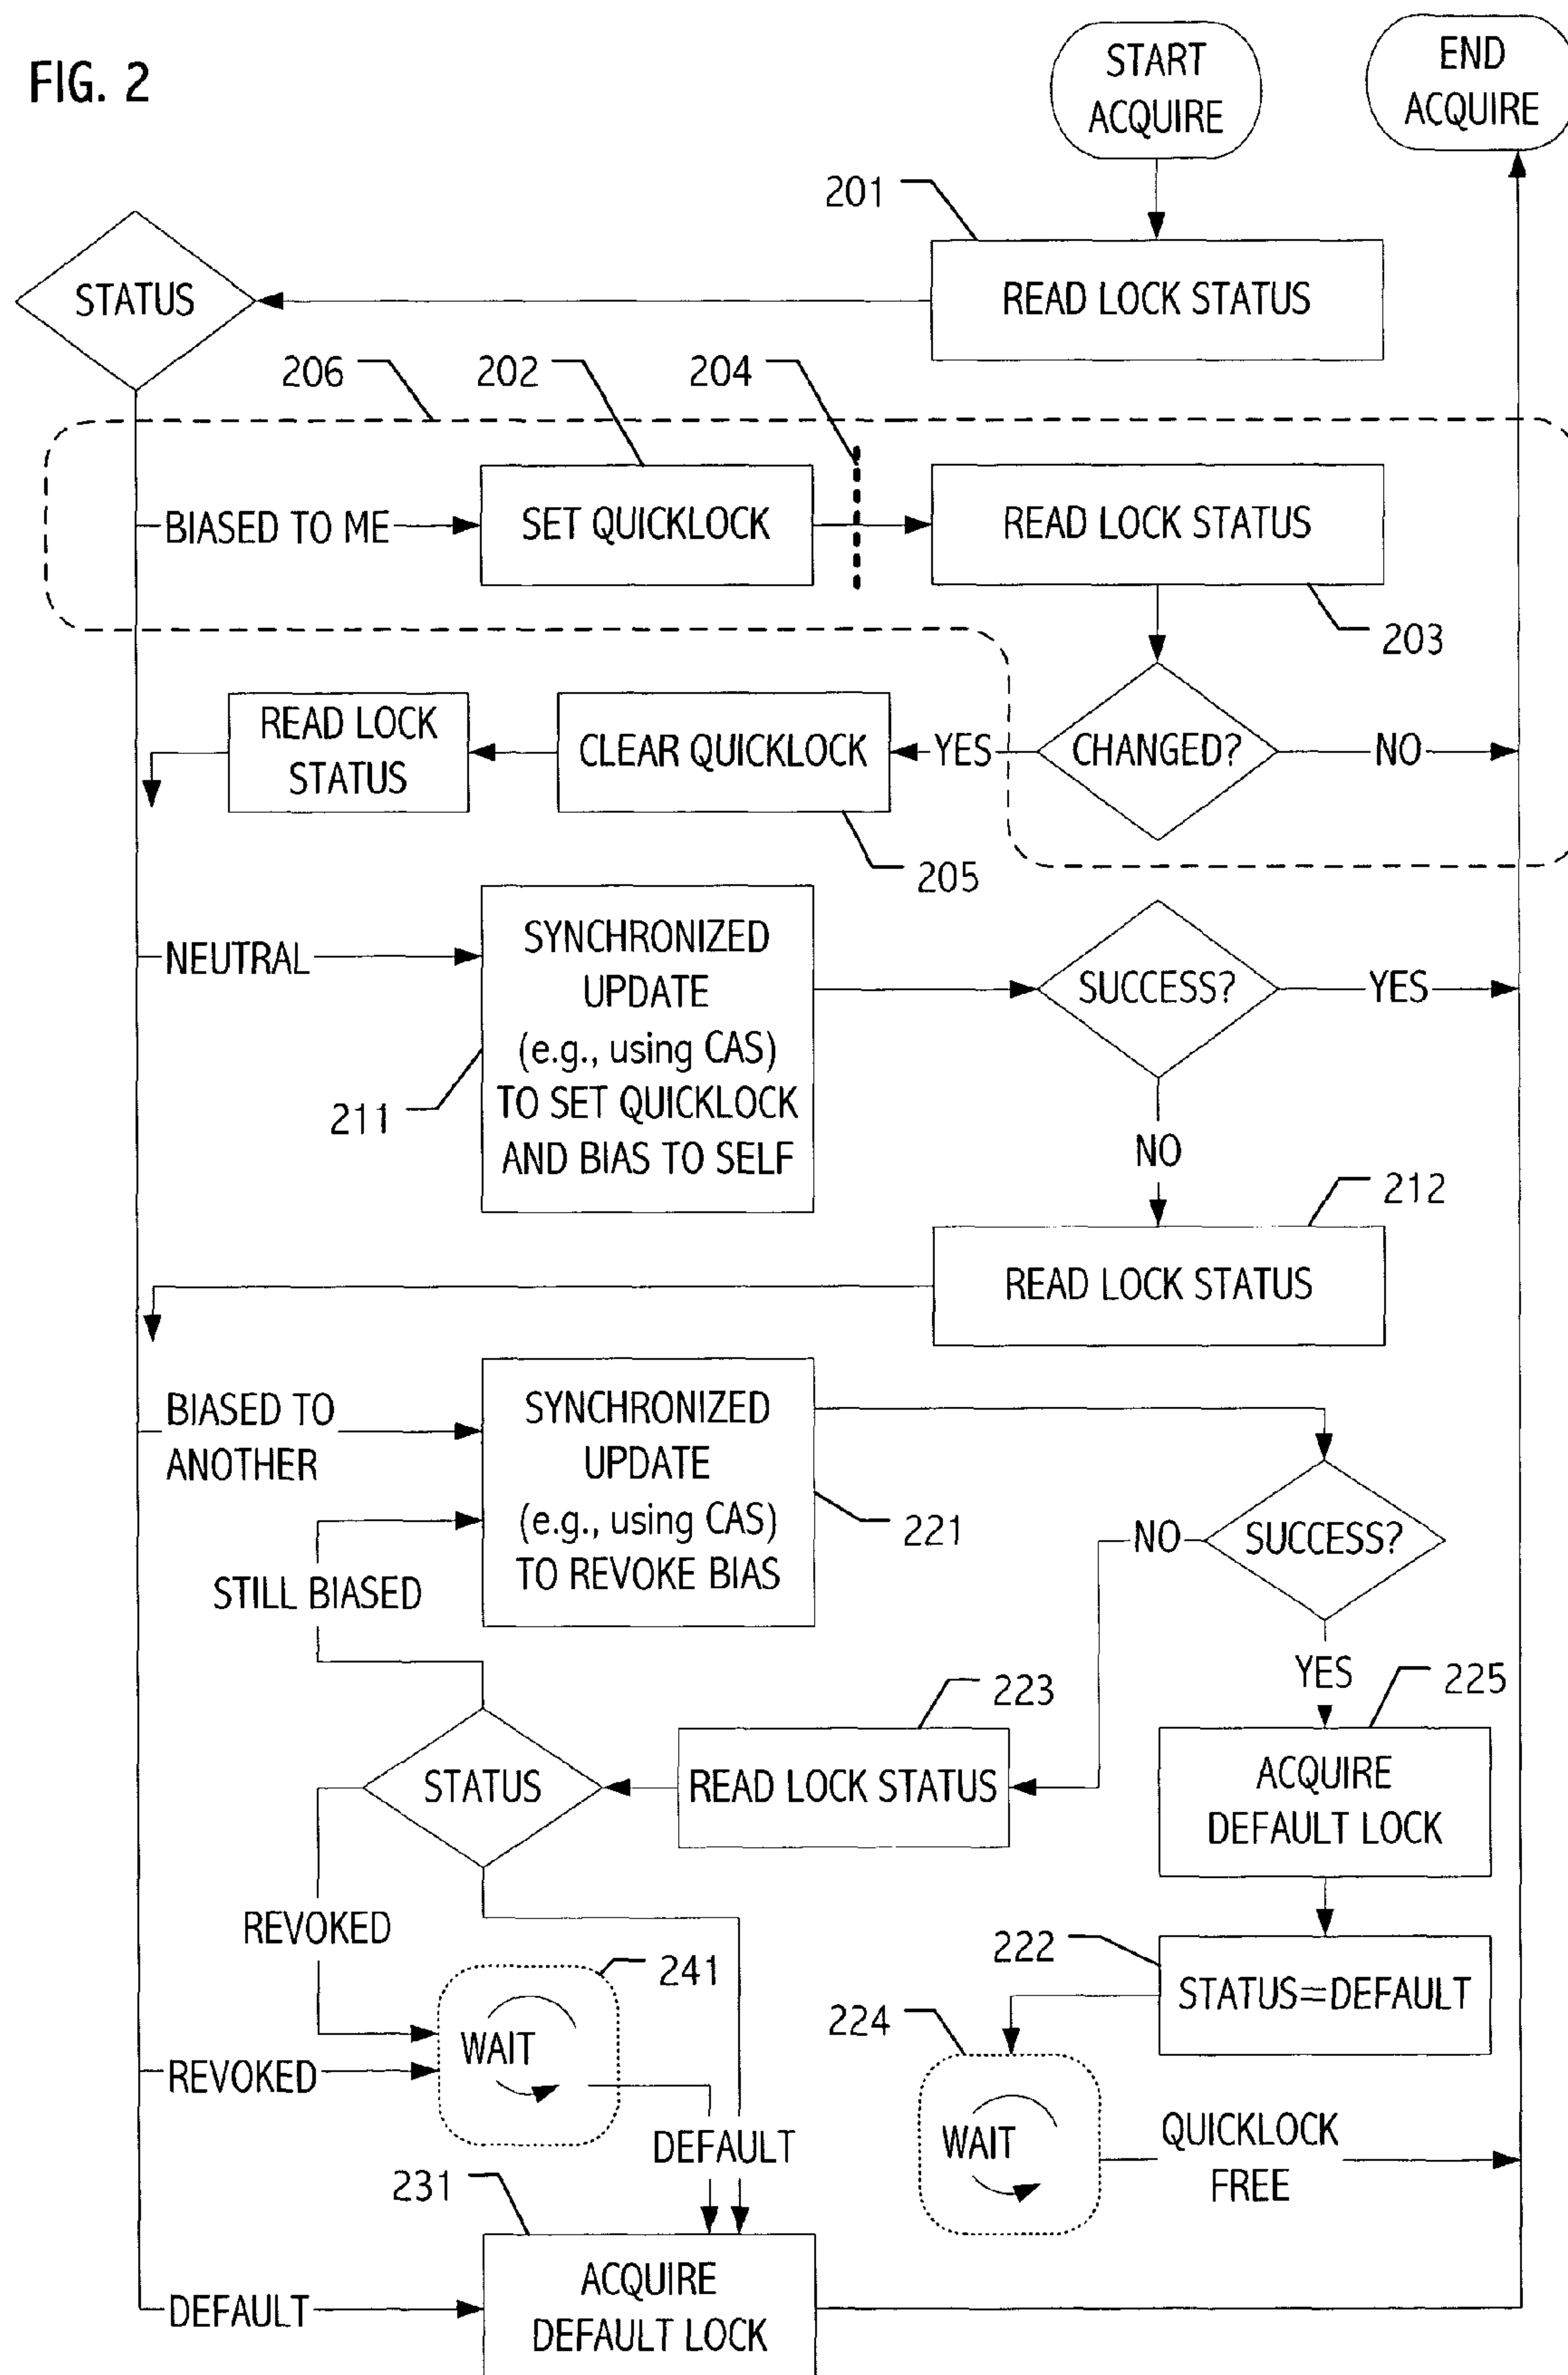 FIG. 2
START
ACQUIRE
END
ACQUIRE
201
READ LOCK STATUS
STATUS
206
202
204
BIASED TO ME
SET QUICKLOCK
READ LOCK STATUS
203
READ LOCK
STATUS
CLEAR QUICKLOCK
YES
CHANGED?
NO
205
NEUTRAL
SYNCHRONIZED
UPDATE
(e.g., using CAS)
TO SET QUICKLOCK
AND BIAS TO SELF
211
SUCCESS?
YES
NO
212
READ LOCK STATUS
BIASED TO
ANOTHER
SYNCHRONIZED
UPDATE
(e.g., using CAS)
TO REVOKE BIAS
221
NO
SUCCESS?
STILL BIASED
YES
225
223
STATUS
READ LOCK STATUS
ACQUIRE
DEFAULT LOCK
REVOKED
241
222
STATUS=DEFAULT
224
WAIT
REVOKED
DEFAULT
WAIT
QUICKLOCK
FREE
231
DEFAULT
ACQUIRE
DEFAULT LOCK